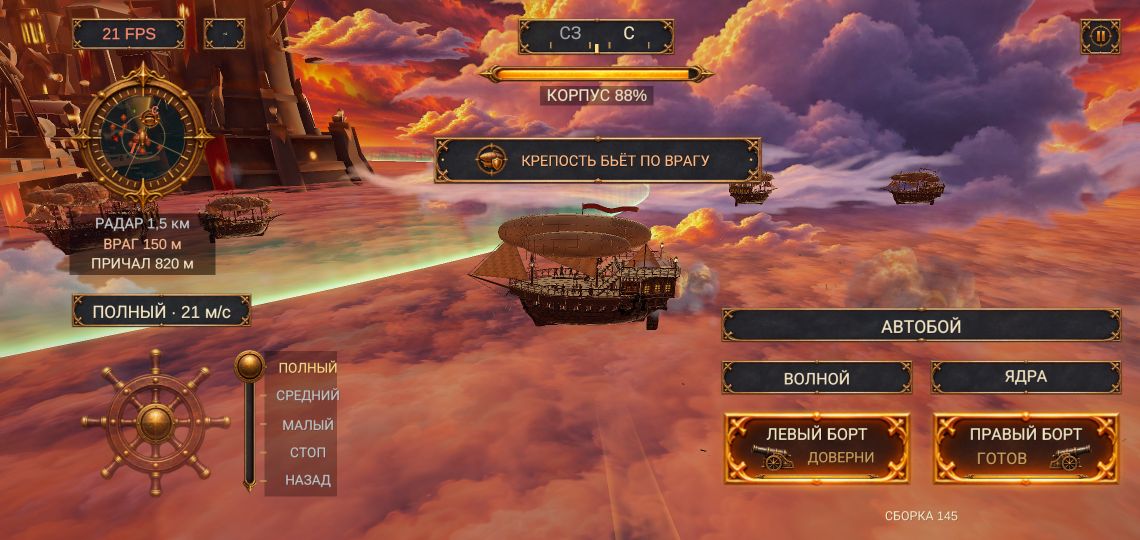 21 FPS
СЗ С
КОРПУС 88%
КРЕПОСТЬ БЬЁТ ПО ВРАГУ
РАДАР 1,5 км
ВРАГ 150 м
ПРИЧАЛ 820 м
ПОЛНЫЙ · 21 м/с
ПОЛНЫЙ
СРЕДНИЙ
МАЛЫЙ
СТОП
НАЗАД
АВТОБОЙ
ВОЛНОЙ
ЯДРА
ЛЕВЫЙ БОРТ
ДОВЕРНИ
ПРАВЫЙ БОРТ
ГОТОВ
СБОРКА 145